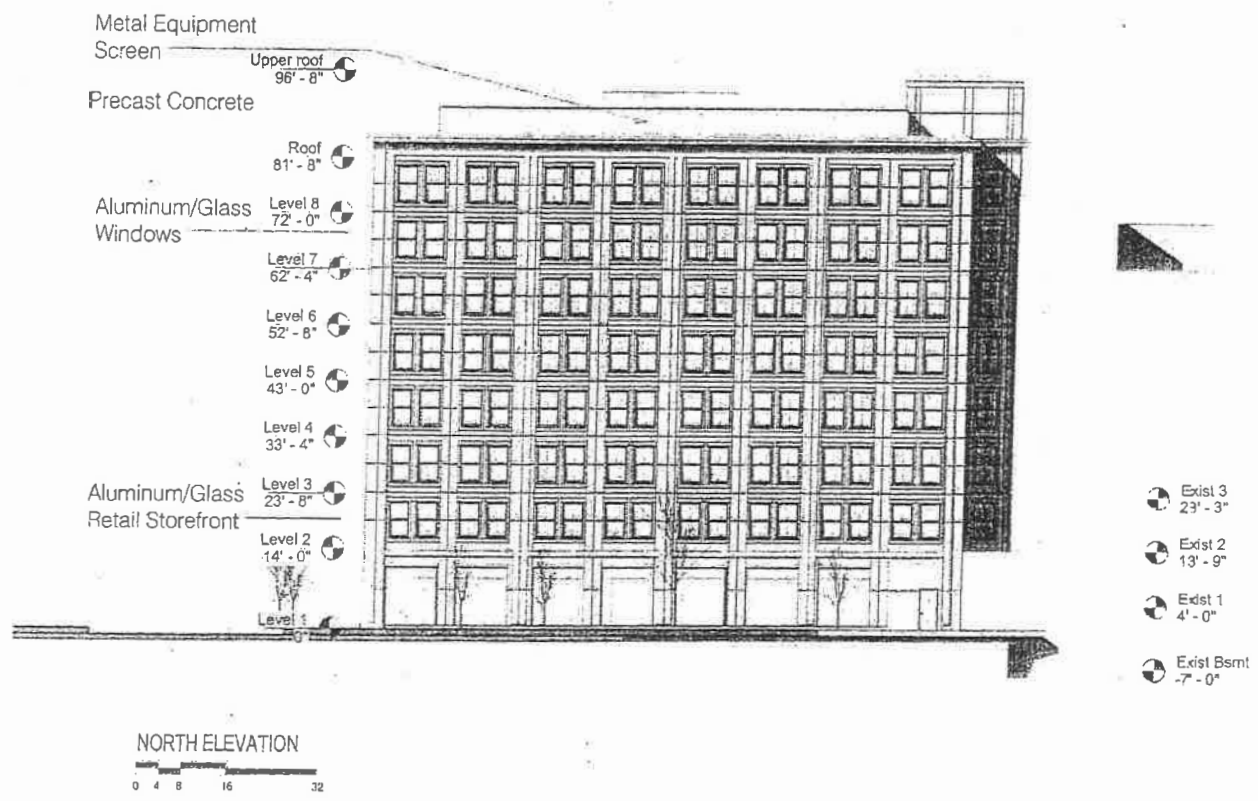 Metal Equipment
Screen
Upper roof
96' - 8"
Precast Concrete
Roof
81' - 8"
Aluminum/Glass
Windows
Level 8
72' - 0"
Level 7
62' - 4"
Level 6
52' - 8"
Level 5
43' - 0"
Level 4
33' - 4"
Aluminum/Glass
Retail Storefront
Level 3
23' - 8"
Level 2
14' - 0"
Level 1
0"
Exist 3
23' - 3"
Exist 2
13' - 9"
Exist 1
4' - 0"
Exist Bsmt
-7' - 0"
NORTH ELEVATION
0 4 8 16 32